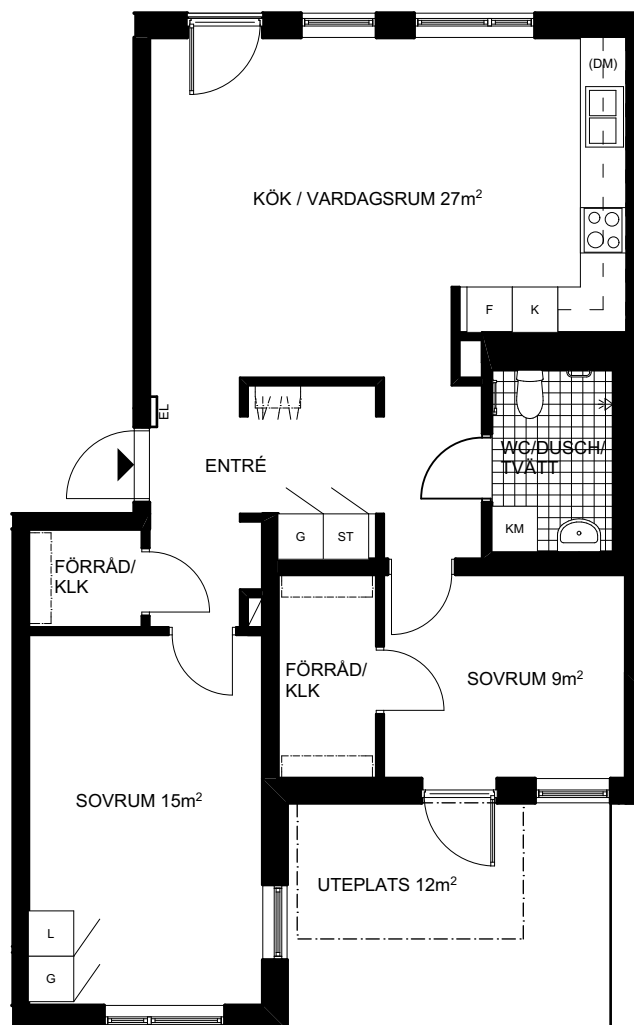 (DM)
KÖK / VARDAGSRUM 27m²
F
K
EL
ENTRÉ
WC/DUSCH/
TVÄTT
G
ST
KM
FÖRRÅD/
KLK
FÖRRÅD/
KLK
SOVRUM 9m²
SOVRUM 15m²
UTEPLATS 12m²
L
G